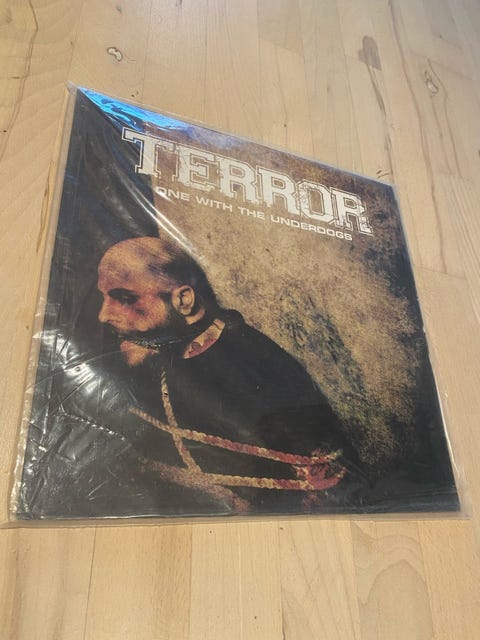 TERROR
ONE WITH THE UNDERDOGS